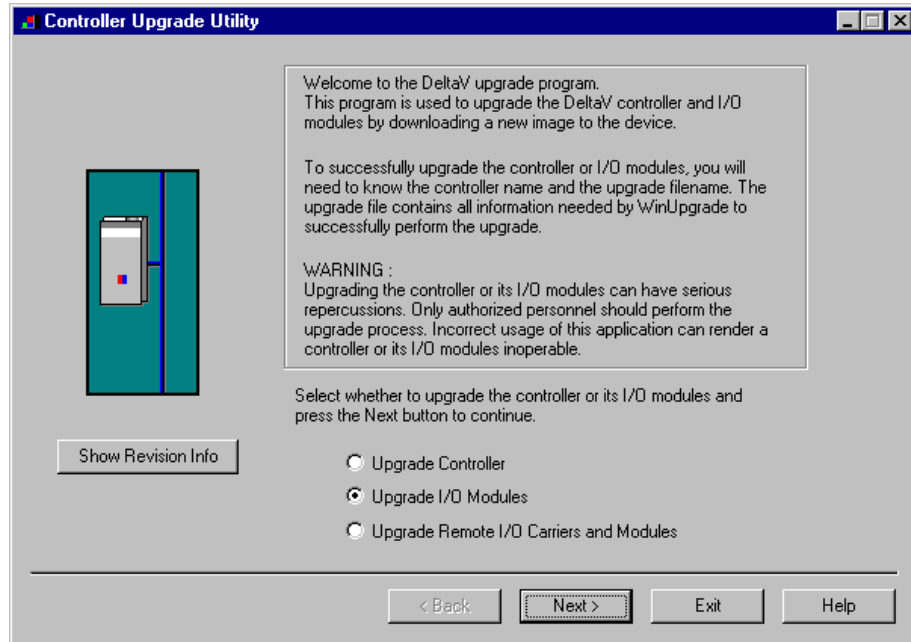 Controller Upgrade Utility
Welcome to the DeltaV upgrade program.
This program is used to upgrade the DeltaV controller and I/O
modules by downloading a new image to the device.
To successfully upgrade the controller or I/O modules, you will
need to know the controller name and the upgrade filename. The
upgrade file contains all information needed by WinUpgrade to
successfully perform the upgrade.
WARNING :
Upgrading the controller or its I/O modules can have serious
repercussions. Only authorized personnel should perform the
upgrade process. Incorrect usage of this application can render a
controller or its I/O modules inoperable.
Select whether to upgrade the controller or its I/O modules and
press the Next button to continue.
Show Revision Info
Upgrade Controller
Upgrade I/O Modules
Upgrade Remote I/O Carriers and Modules
< Back
Next >
Exit
Help